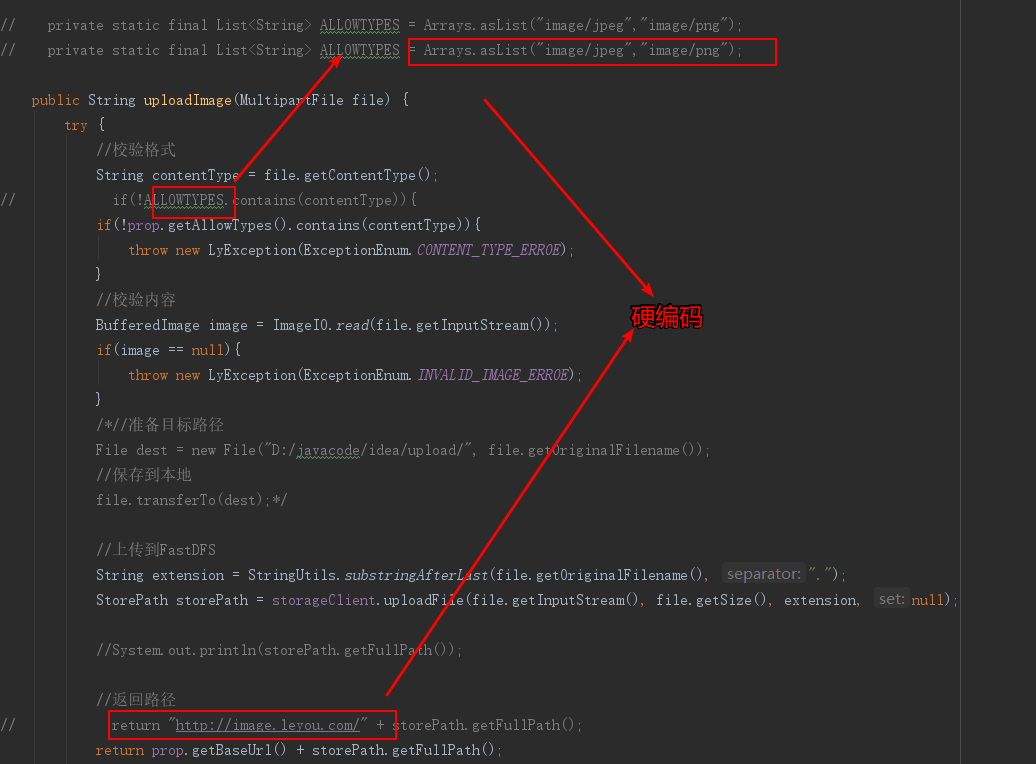 //    private static final List<String> ALLOWTYPES = Arrays.asList("image/jpeg","image/png");
//    private static final List<String> ALLOWTYPES = Arrays.asList("image/jpeg","image/png");
public String uploadImage(MultipartFile file) {
try {
//校验格式
String contentType = file.getContentType();
//            if(!ALLOWTYPES.contains(contentType)){
if(!prop.getAllowTypes().contains(contentType)){
throw new LyException(ExceptionEnum.CONTENT_TYPE_ERROE);
}
//校验内容
硬编码
BufferedImage image = ImageIO.read(file.getInputStream());
if(image == null){
throw new LyException(ExceptionEnum.INVALID_IMAGE_ERROE);
}
/*//准备目标路径
File dest = new File("D:/javacode/idea/upload/", file.getOriginalFilename());
//保存到本地
file.transferTo(dest);*/
//上传到FastDFS
String extension = StringUtils.substringAfterLast(file.getOriginalFilename(), separator: ".");
StorePath storePath = storageClient.uploadFile(file.getInputStream(), file.getSize(), extension, set: null);
//System.out.println(storePath.getFullPath());
//返回路径
//            return "http://image.leyou.com/" + storePath.getFullPath();
return prop.getBaseUrl() + storePath.getFullPath();